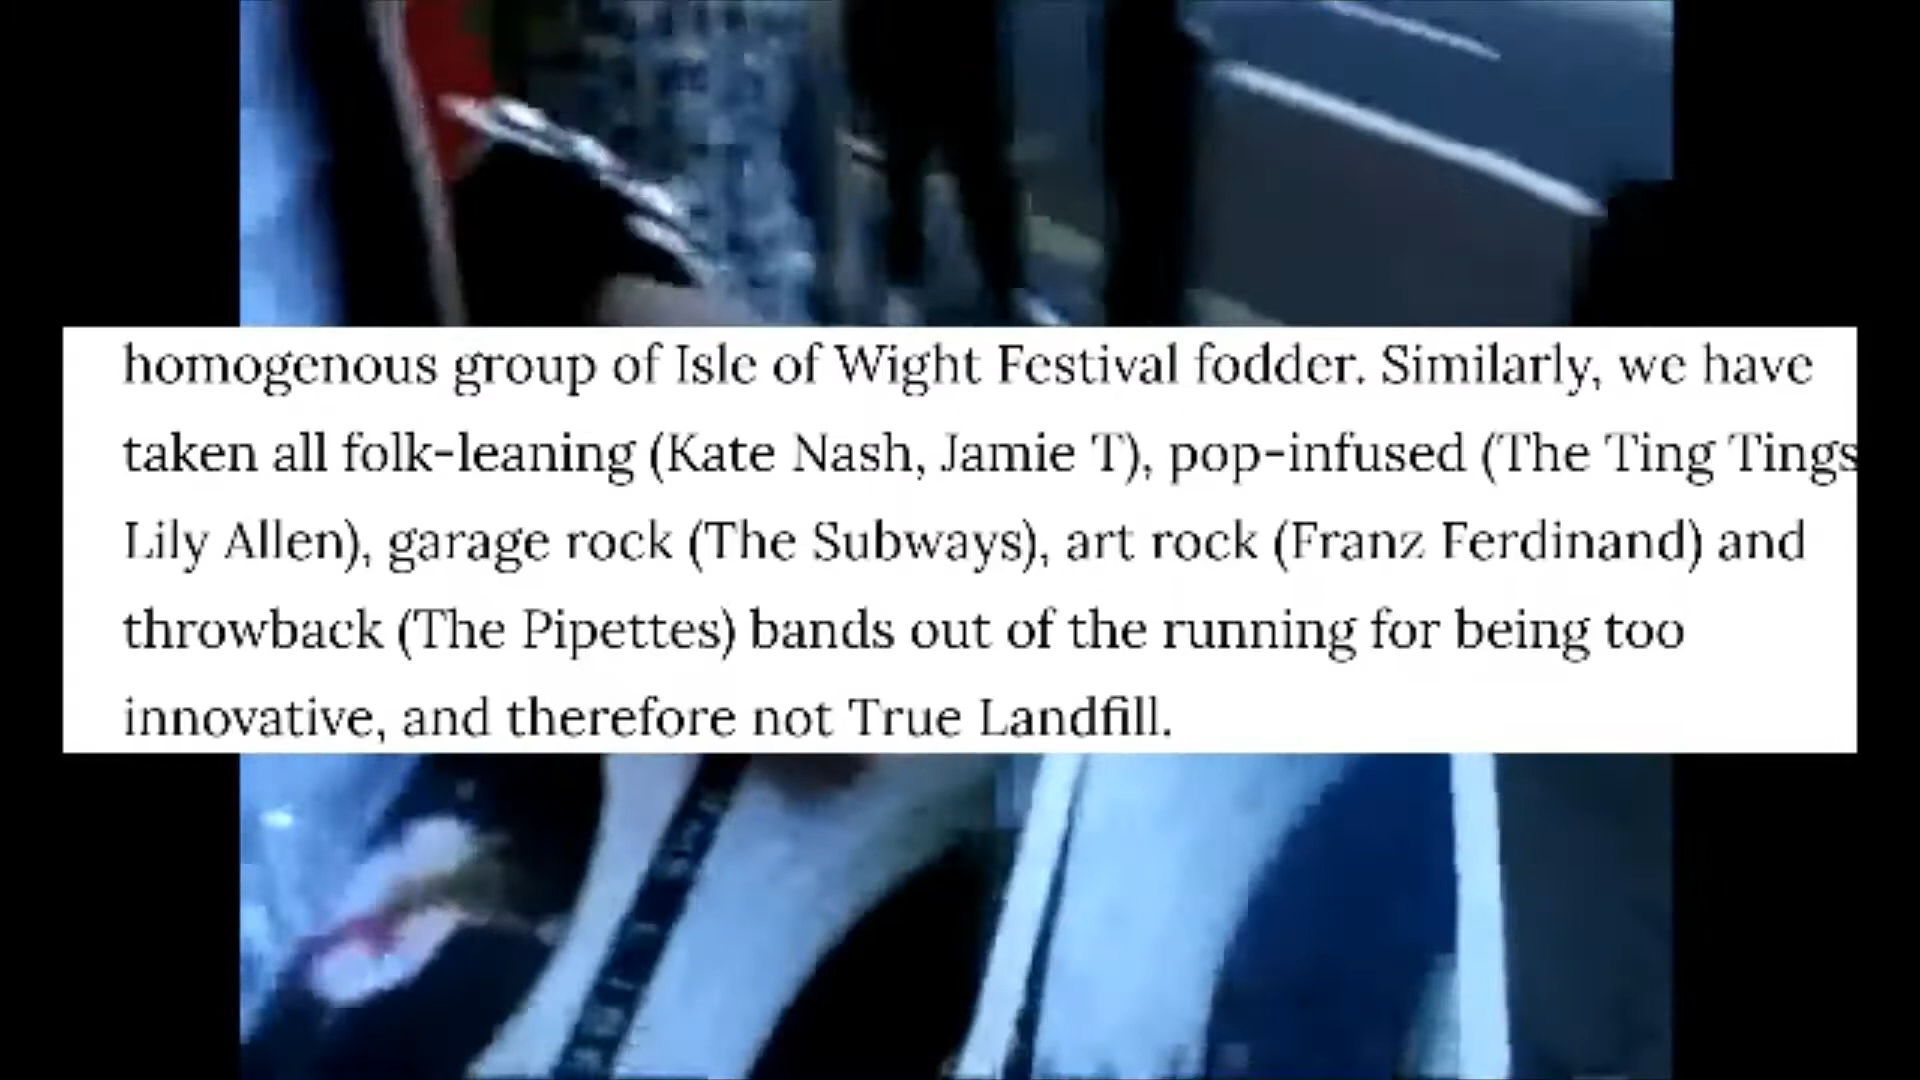 homogenous group of Isle of Wight Festival fodder. Similarly, we have
taken all folk-leaning (Kate Nash, Jamie T), pop-infused (The Ting Tings
Lily Allen), garage rock (The Subways), art rock (Franz Ferdinand) and
throwback (The Pipettes) bands out of the running for being too
innovative, and therefore not True Landfill.